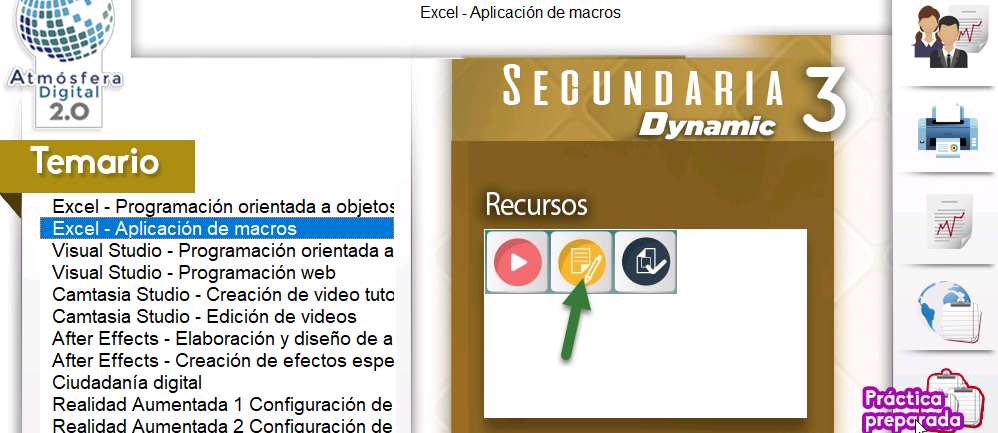 Excel - Aplicación de macros
Atmósfera
Digital
2.0
SECUNDARIA 3
Dynamic
Temario
Excel - Programación orientada a objetos
Excel - Aplicación de macros
Visual Studio - Programación orientada a
Visual Studio - Programación web
Camtasia Studio - Creación de video tuto
Camtasia Studio - Edición de videos
After Effects - Elaboración y diseño de a
After Effects - Creación de efectos espe
Ciudadanía digital
Realidad Aumentada 1 Configuración de
Realidad Aumentada 2 Configuración de
Recursos
Práctica
preparada